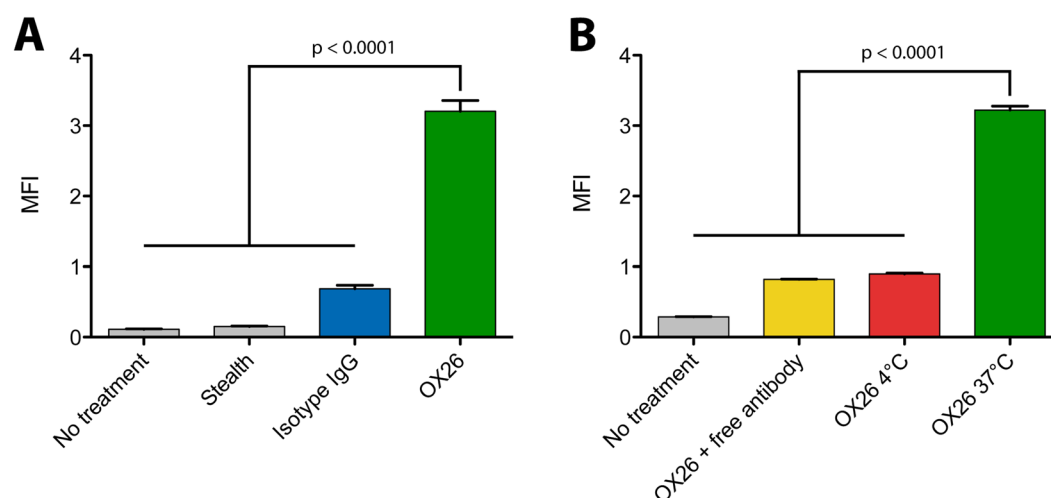 A
p < 0.0001
4
3
2
1
0
MFI
No treatment
Stealth
Isotype IgG
OX26
B
p < 0.0001
4
3
2
1
0
MFI
No treatment
OX26 + free antibody
OX26 4°C
OX26 37°C